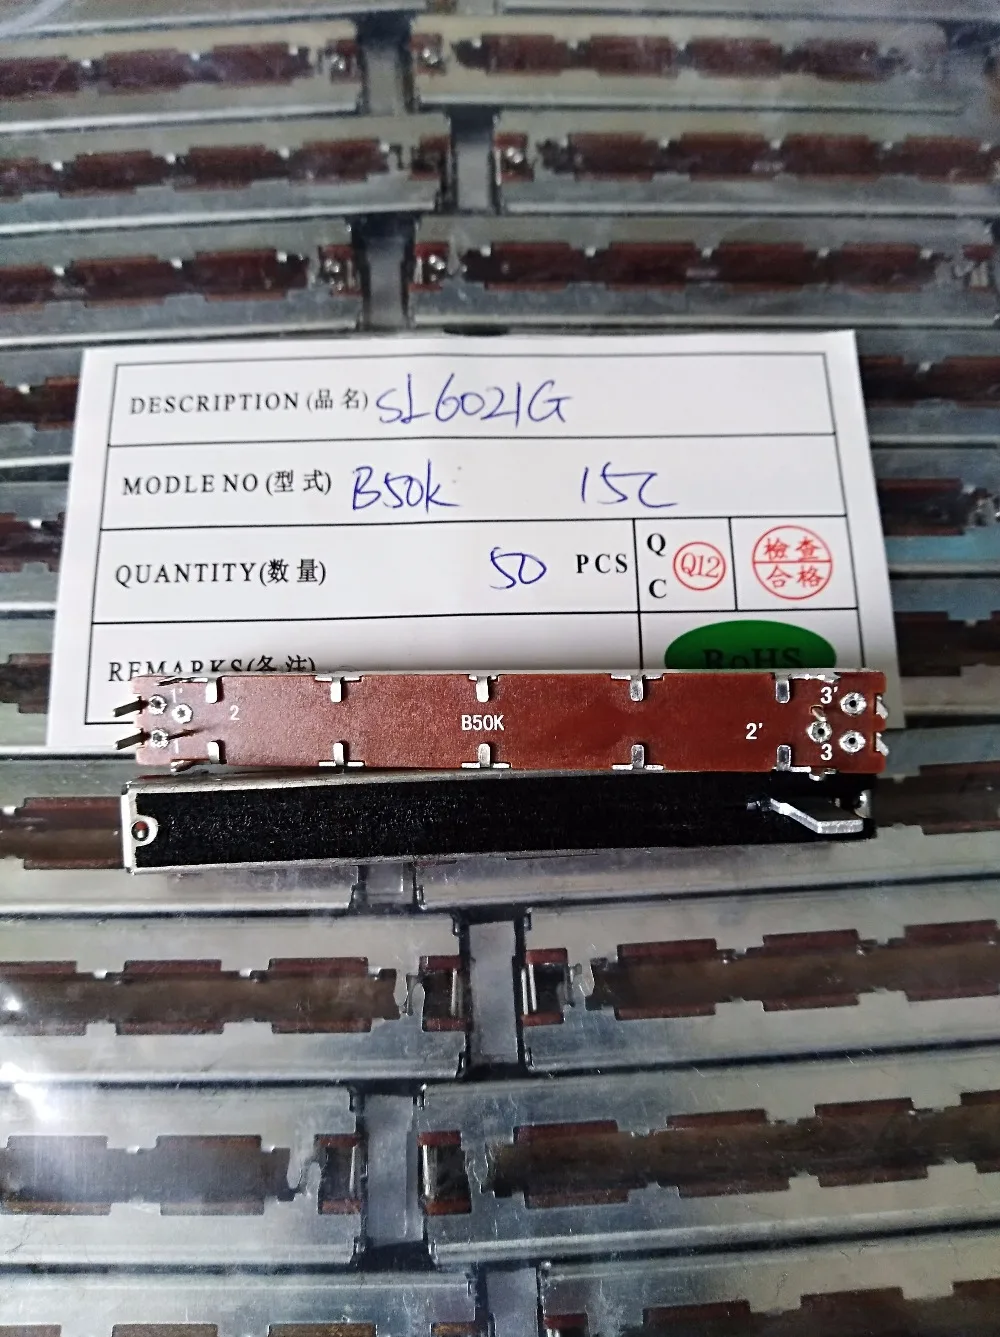 DESCRIPTION(品名) SL6021G
MODLE NO(型式) B50K 15C
QUANTITY(数量) 50 PCS
Q
C
Q12
檢查
合格
REMARKS(备注)
RoHS
1'
2
B50K
2'
3'
1
3